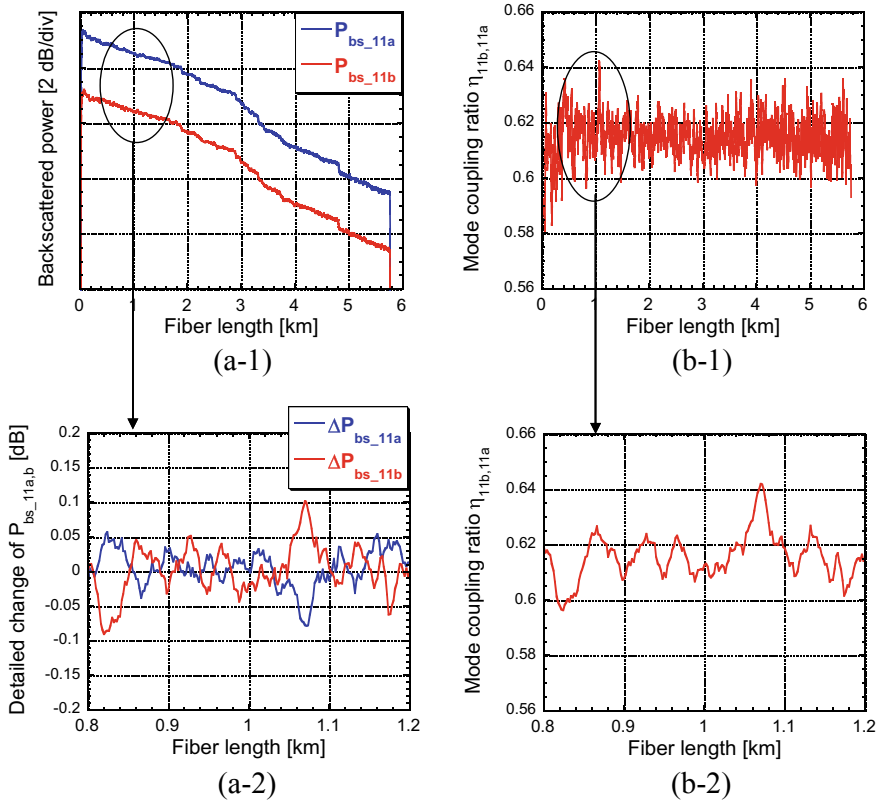 Backscattered power [2 dB/div]
P_bs_11a
P_bs_11b
0 1 2 3 4 5 6
Fiber length [km]
(a-1)
Mode coupling ratio η_11b,11a
0.66
0.64
0.62
0.6
0.58
0.56
0 1 2 3 4 5 6
Fiber length [km]
(b-1)
Detailed change of P_bs_11a,b [dB]
ΔP_bs_11a
ΔP_bs_11b
0.2
0.15
0.1
0.05
0
-0.05
-0.1
-0.15
-0.2
0.8 0.9 1 1.1 1.2
Fiber length [km]
(a-2)
Mode coupling ratio η_11b,11a
0.66
0.64
0.62
0.6
0.58
0.56
0.8 0.9 1 1.1 1.2
Fiber length [km]
(b-2)